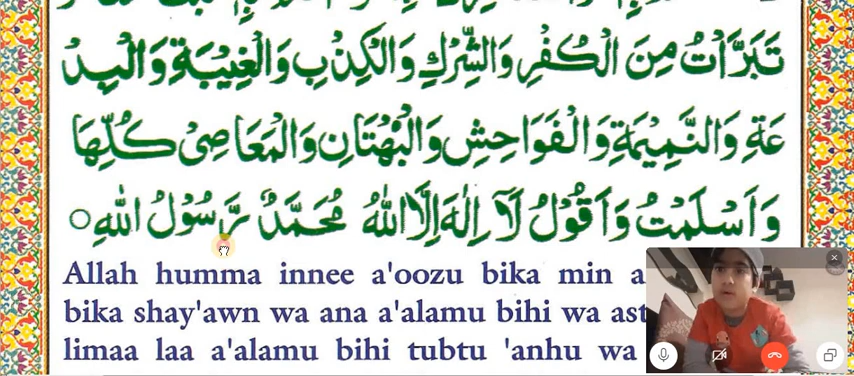 تَبَرَّاْتُ مِنَ الْكُفْرِ وَالشِّرْكِ وَالْكِذْبِ وَالْغِيْبَةِ وَالْبِدْ
عَةِ وَالنَّمِيْمَةِ وَالْفَوَاحِشِ وَالْبُهْتَانِ وَالْمَعَاصِىْ كُلِّهَا
وَاَسْلَمْتُ وَاَقُوْلُ لَآ اِلٰهَ اِلَّا اللّٰهُ مُحَمَّدٌ رَّسُوْلُ اللّٰهِ
Allah humma innee a'oozu bika min a
bika shay'awn wa ana a'alamu bihi wa ast
limaa laa a'alamu bihi tubtu 'anhu wa